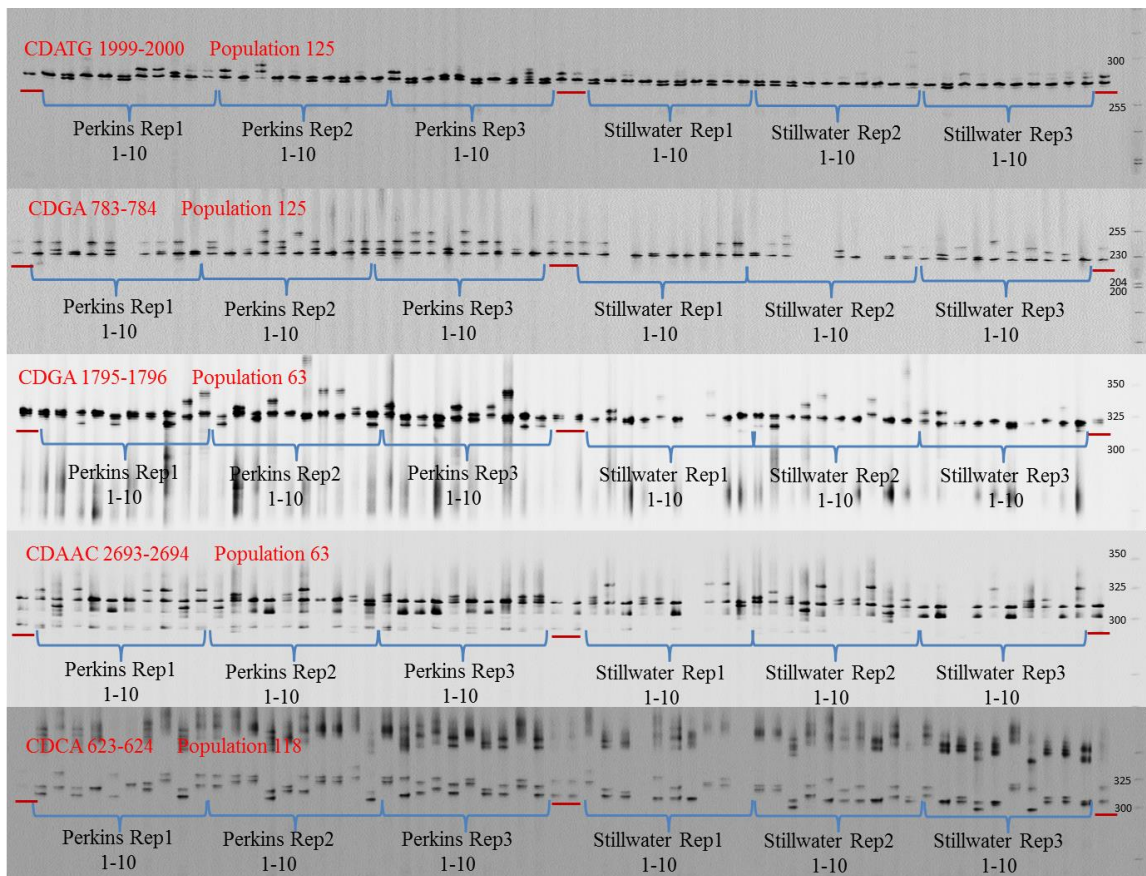 CDATG 1999-2000 Population 125
300
255
Perkins Rep1 Perkins Rep2 Perkins Rep3 Stillwater Rep1 Stillwater Rep2 Stillwater Rep3
1-10 1-10 1-10 1-10 1-10 1-10
CDGA 783-784 Population 125
255
230
204
200
Perkins Rep1 Perkins Rep2 Perkins Rep3 Stillwater Rep1 Stillwater Rep2 Stillwater Rep3
1-10 1-10 1-10 1-10 1-10 1-10
CDGA 1795-1796 Population 63
350
325
300
Perkins Rep1 Perkins Rep2 Perkins Rep3 Stillwater Rep1 Stillwater Rep2 Stillwater Rep3
1-10 1-10 1-10 1-10 1-10 1-10
CDAAC 2693-2694 Population 63
350
325
300
Perkins Rep1 Perkins Rep2 Perkins Rep3 Stillwater Rep1 Stillwater Rep2 Stillwater Rep3
1-10 1-10 1-10 1-10 1-10 1-10
CDCA 623-624 Population 118
325
300
Perkins Rep1 Perkins Rep2 Perkins Rep3 Stillwater Rep1 Stillwater Rep2 Stillwater Rep3
1-10 1-10 1-10 1-10 1-10 1-10